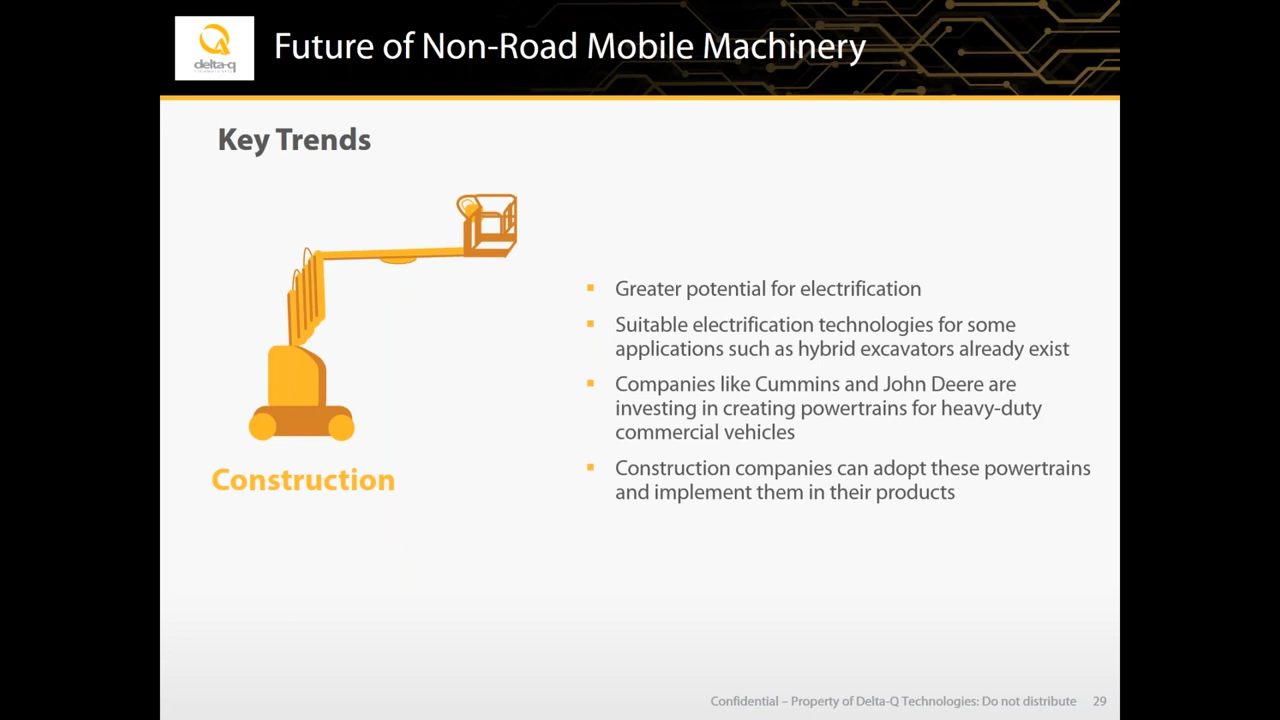 delta-q
TECHNOLOGIES
Future of Non-Road Mobile Machinery
Key Trends
Construction
Greater potential for electrification
Suitable electrification technologies for some
applications such as hybrid excavators already exist
Companies like Cummins and John Deere are
investing in creating powertrains for heavy-duty
commercial vehicles
Construction companies can adopt these powertrains
and implement them in their products
Confidential – Property of Delta-Q Technologies: Do not distribute 29